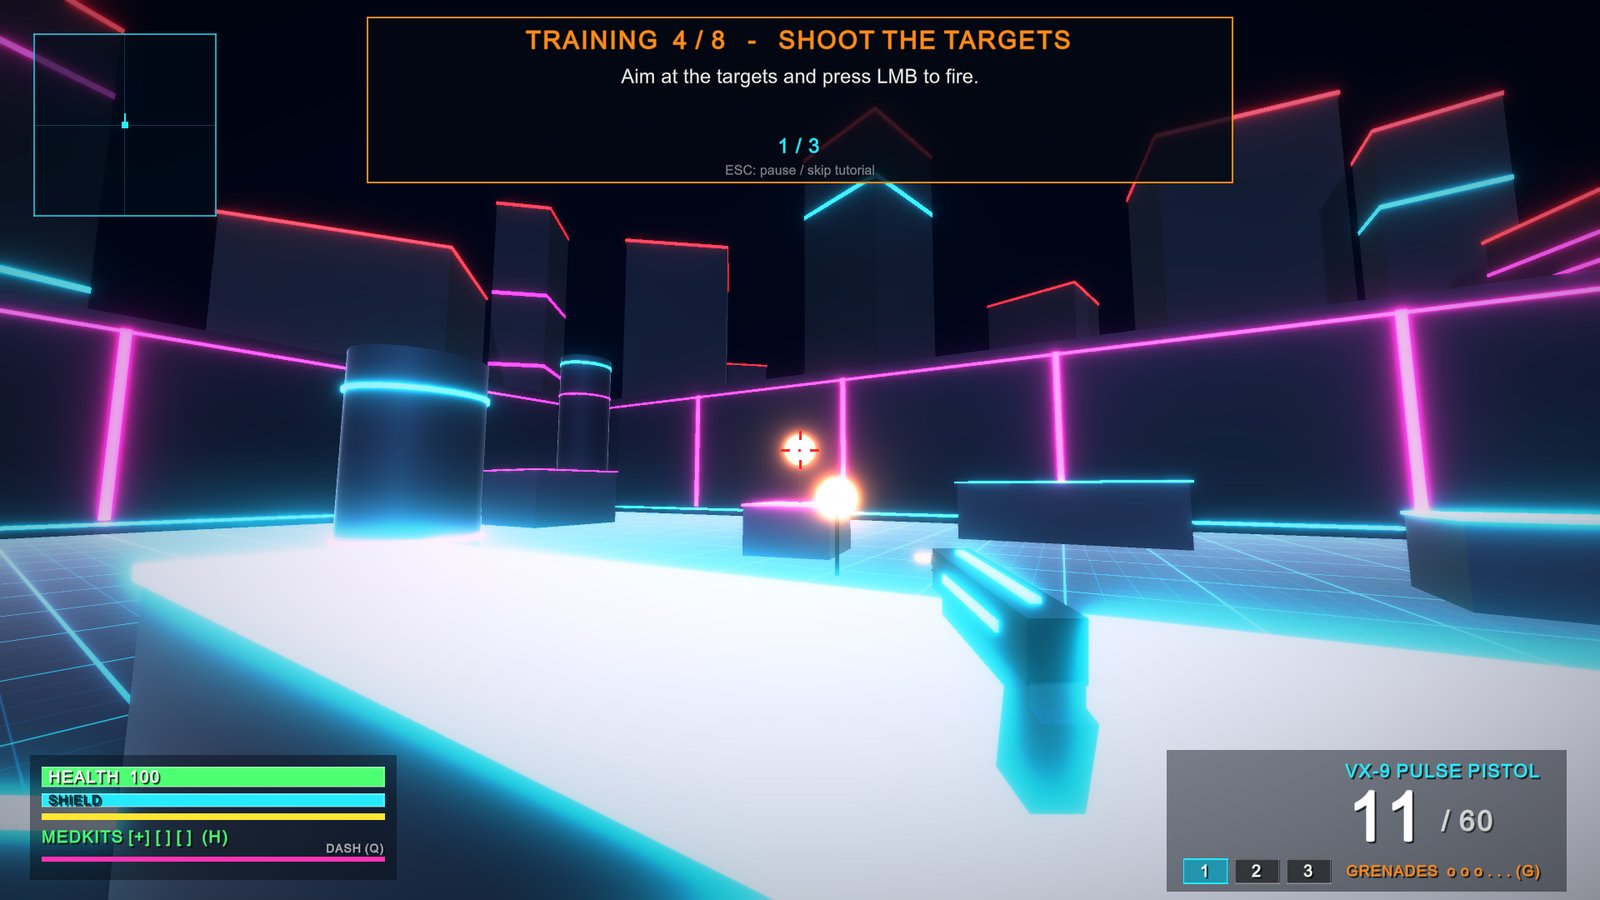 TRAINING 4 / 8 - SHOOT THE TARGETS
Aim at the targets and press LMB to fire.
1 / 3
ESC: pause / skip tutorial
HEALTH 100
SHIELD
MEDKITS [+] [ ] [ ] (H)
DASH (Q)
VX-9 PULSE PISTOL
11 / 60
1 2 3
GRENADES o o o . . . (G)